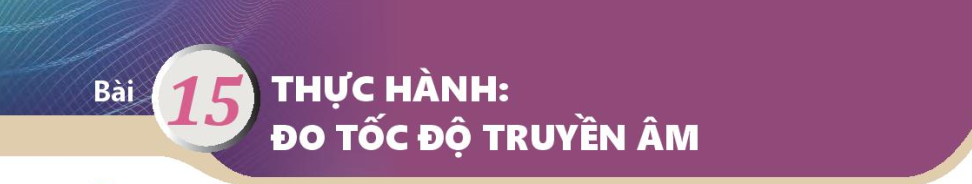 Bài 15 THỰC HÀNH:
ĐO TỐC ĐỘ TRUYỀN ÂM